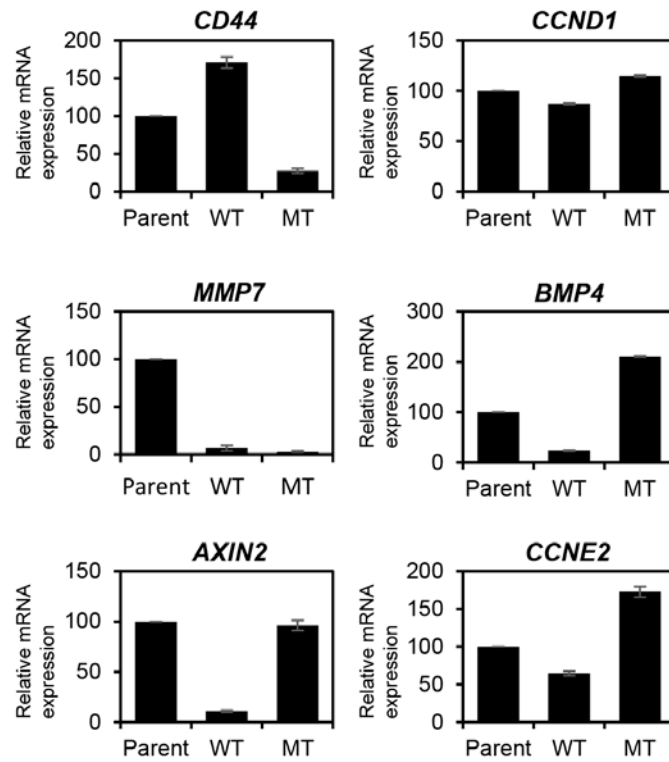 CD44
Relative mRNA
expression
200
150
100
50
0
Parent WT MT
CCND1
Relative mRNA
expression
150
100
50
0
Parent WT MT
MMP7
Relative mRNA
expression
150
100
50
0
Parent WT MT
BMP4
Relative mRNA
expression
300
200
100
0
Parent WT MT
AXIN2
Relative mRNA
expression
150
100
50
0
Parent WT MT
CCNE2
Relative mRNA
expression
200
150
100
50
0
Parent WT MT